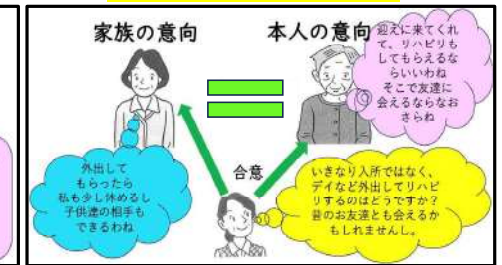 家族の意向
本人の意向
迎えに来てくれ
て、リハビリも
してもらえるな
らいいわね
そこで友達に
会えるならなお
さらね
外出して
もらったら
私も少し休めるし
子供達の相手も
できるわね
合意
いきなり入所ではなく、
デイなど外出してリハビ
リするのはどうですか？
昔のお友達とも会えるか
もしれませんし。